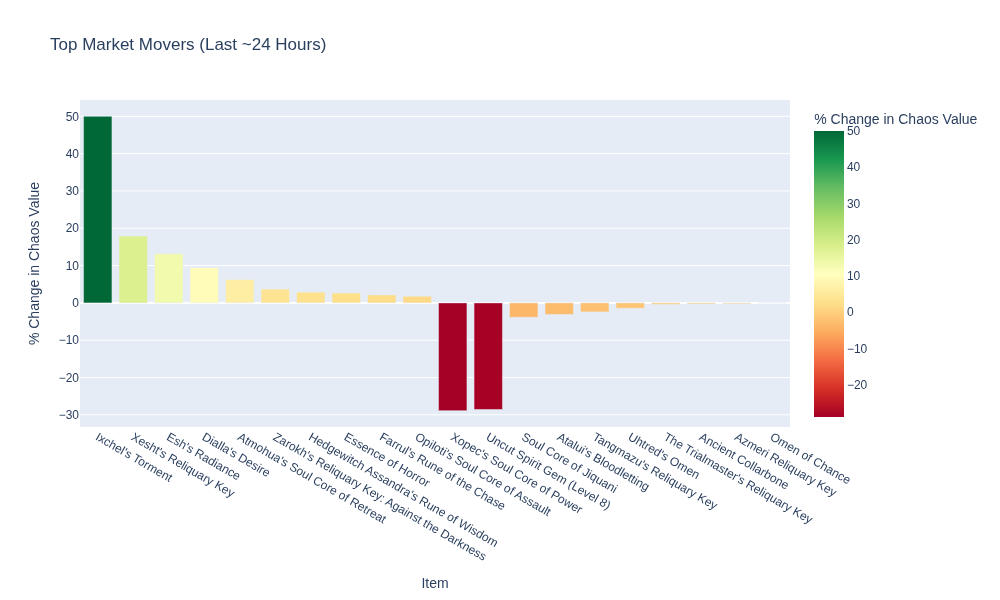 Top Market Movers (Last ~24 Hours)
% Change in Chaos Value
50
40
30
20
10
0
−10
−20
−30
Ixchel's Torment
Xesht's Reliquary Key
Esh's Radiance
Dialla's Desire
Atmohua's Soul Core of Retreat
Zarokh's Reliquary Key: Against the Darkness
Hedgewitch Assandra's Rune of Wisdom
Essence of Horror
Farrul's Rune of the Chase
Opiloti's Soul Core of Assault
Xopec's Soul Core of Power
Uncut Spirit Gem (Level 8)
Soul Core of Jiquani
Atalui's Bloodletting
Tangmazu's Reliquary Key
Uhtred's Omen
The Trialmaster's Reliquary Key
Ancient Collarbone
Azmeri Reliquary Key
Omen of Chance
Item
% Change in Chaos Value
50
40
30
20
10
0
−10
−20